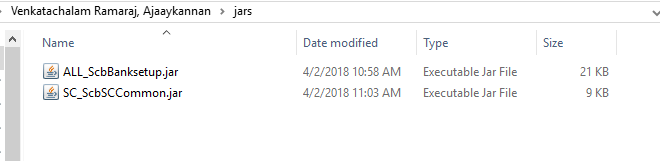 Venkatachalam Ramaraj, Ajaaykannan > jars
Name Date modified Type Size
ALL_ScbBanksetup.jar 4/2/2018 10:58 AM Executable Jar File 21 KB
SC_ScbSCCommon.jar 4/2/2018 11:03 AM Executable Jar File 9 KB